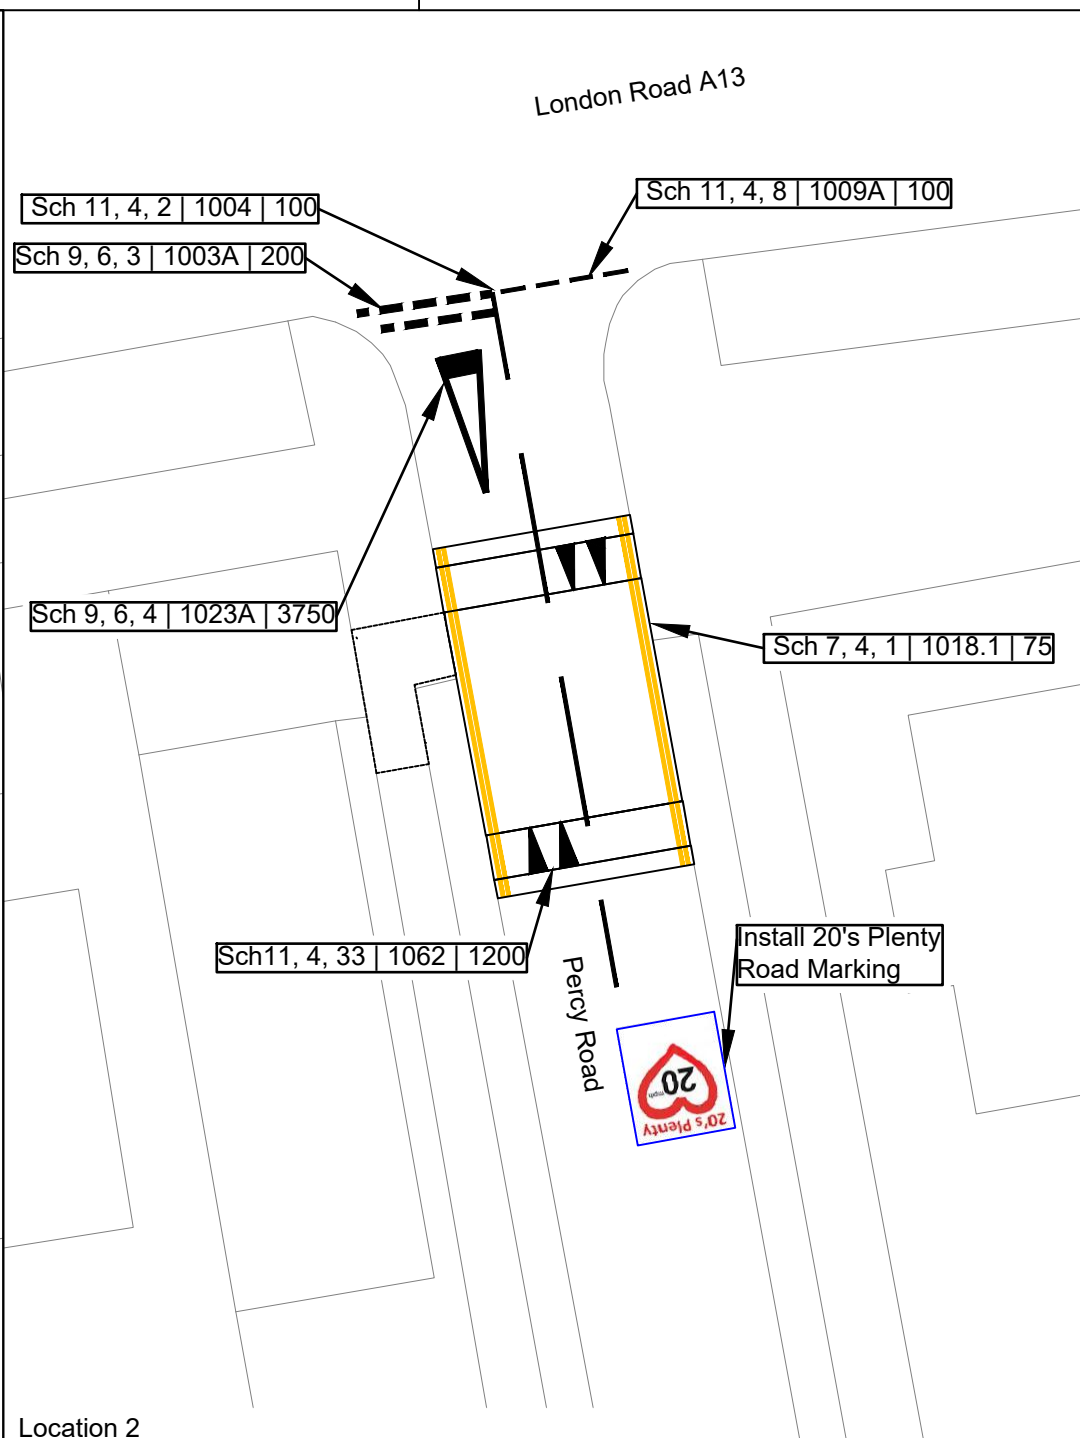 London Road A13
Sch 11, 4, 2 | 1004 | 100
Sch 11, 4, 8 | 1009A | 100
Sch 9, 6, 3 | 1003A | 200
Sch 9, 6, 4 | 1023A | 3750
Sch 7, 4, 1 | 1018.1 | 75
Sch11, 4, 33 | 1062 | 1200
Install 20's Plenty
Road Marking
Percy Road
20's Plenty
20
mph
Location 2